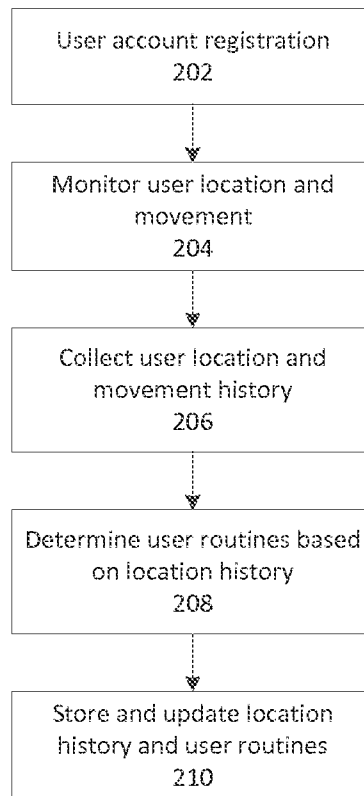 User account registration
202
Monitor user location and
movement
204
Collect user location and
movement history
206
Determine user routines based
on location history
208
Store and update location
history and user routines
210